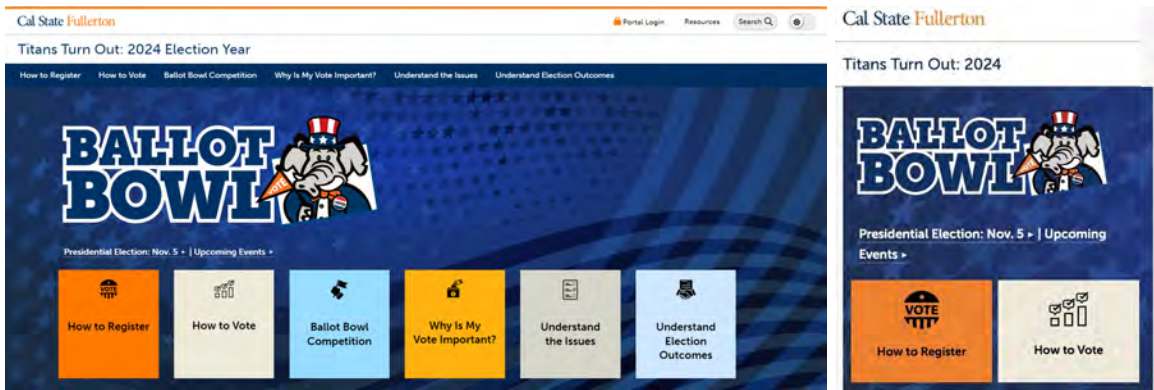 Cal State Fullerton
Portal Login Resources Search
Titans Turn Out: 2024 Election Year
How to Register How to Vote Ballot Bowl Competition Why Is My Vote Important? Understand the Issues Understand Election Outcomes
BALLOT
BOWL
VOTE
Presidential Election: Nov. 5 ▸ | Upcoming Events ▸
VOTE
How to Register
How to Vote
Ballot Bowl
Competition
Why Is My
Vote Important?
Understand
the Issues
Understand
Election
Outcomes
Cal State Fullerton
Titans Turn Out: 2024
BALLOT
BOWL
VOTE
Presidential Election: Nov. 5 ▸ | Upcoming
Events ▸
VOTE
How to Register
How to Vote